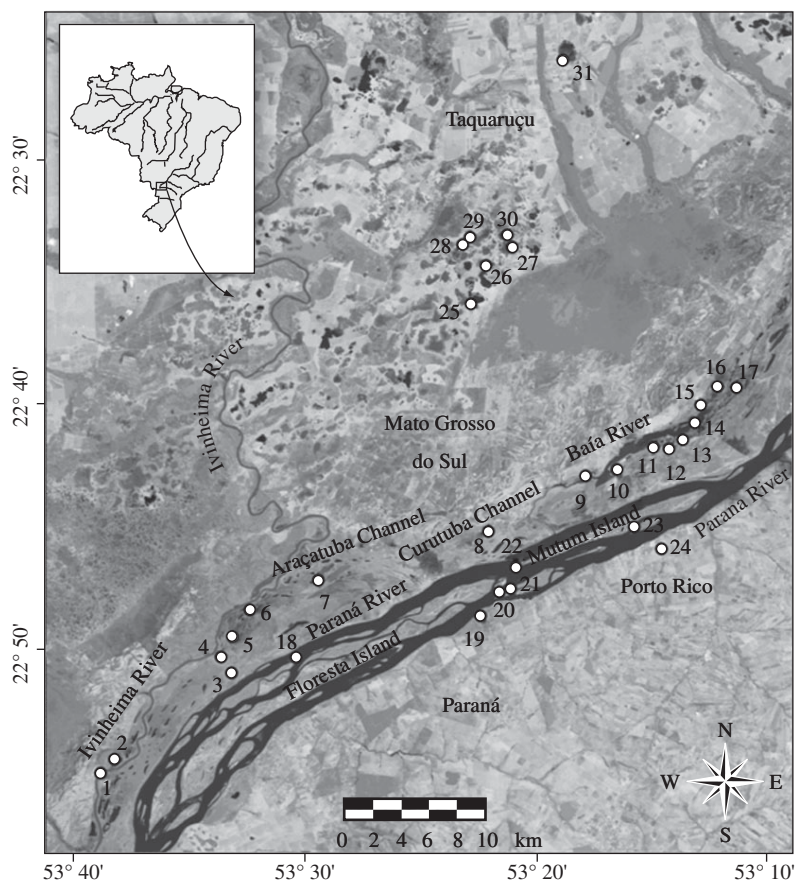 31
Taquaruçu
22° 30'
29
30
28
27
26
25
Ivinheima River
22° 40'
16
17
15
Mato Grosso
do Sul
Baía River
14
13
11
12
10
9
Curutuba Channel
Araçatuba Channel
8
22
Mutum Island
23
Parana River
24
7
Paraná River
21
Porto Rico
20
6
19
5
4
18
3
Floresta Island
22° 50'
Ivinheima River
Paraná
2
1
N
W
E
S
0 2 4 6 8 10 km
53° 40'
53° 30'
53° 20'
53° 10'